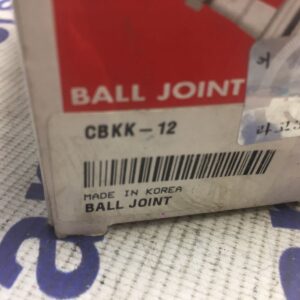 BALL JOINT
CBKK-12
MADE IN KOREA
BALL JOINT